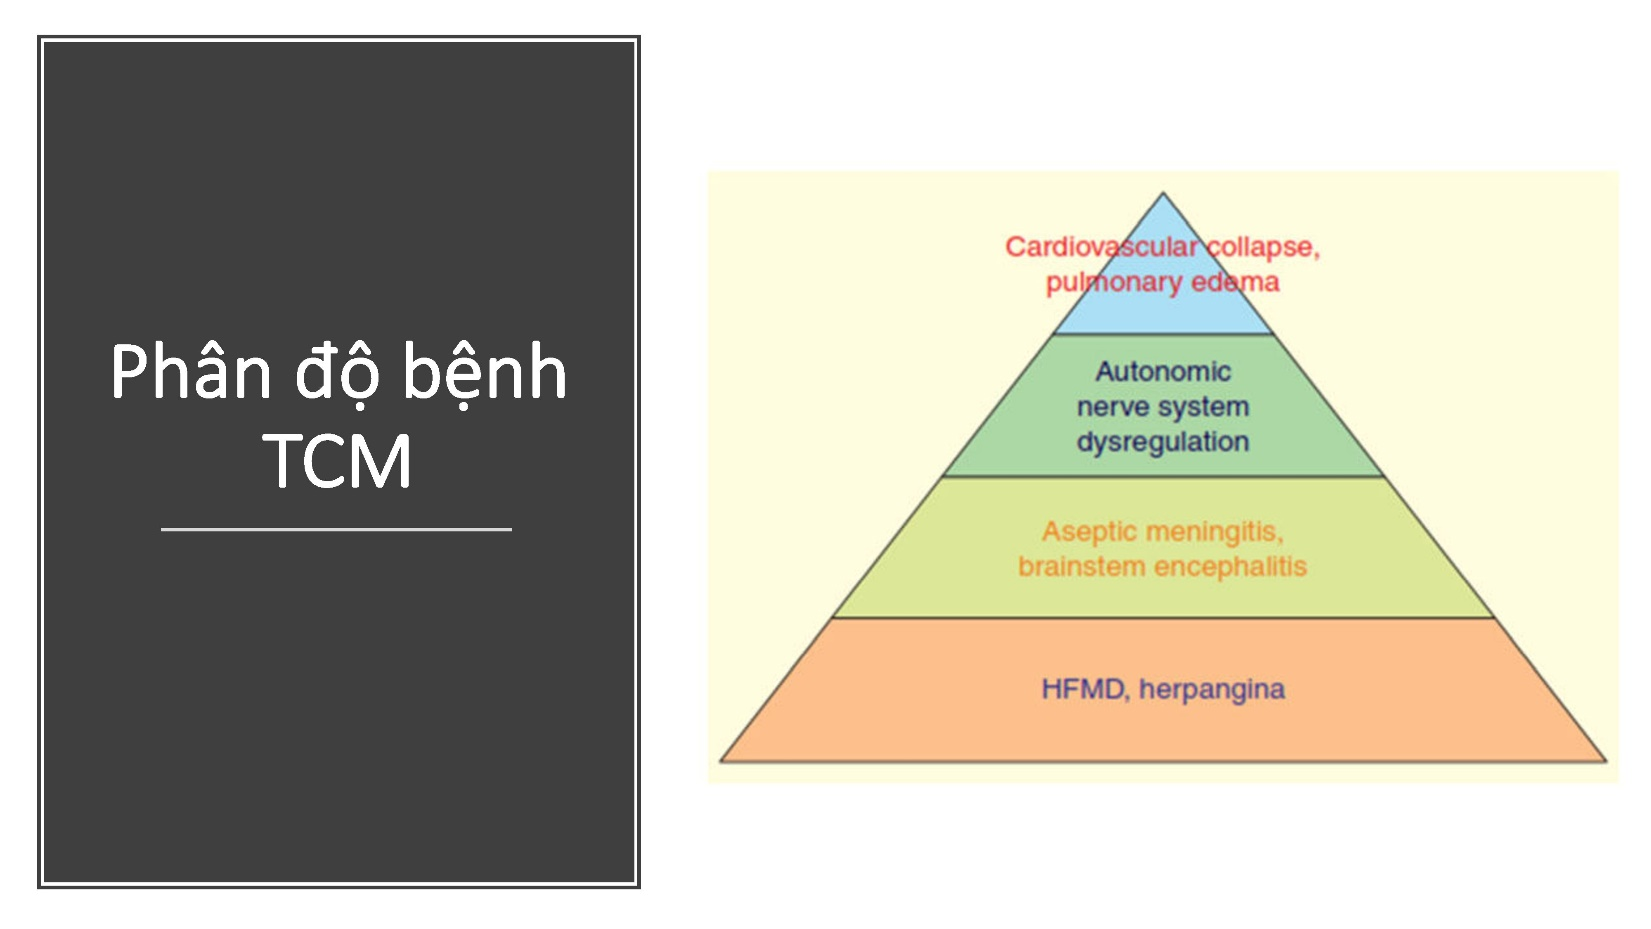 Phân độ bệnh
TCM
Cardiovascular collapse,
pulmonary edema
Autonomic
nerve system
dysregulation
Aseptic meningitis,
brainstem encephalitis
HFMD, herpangina